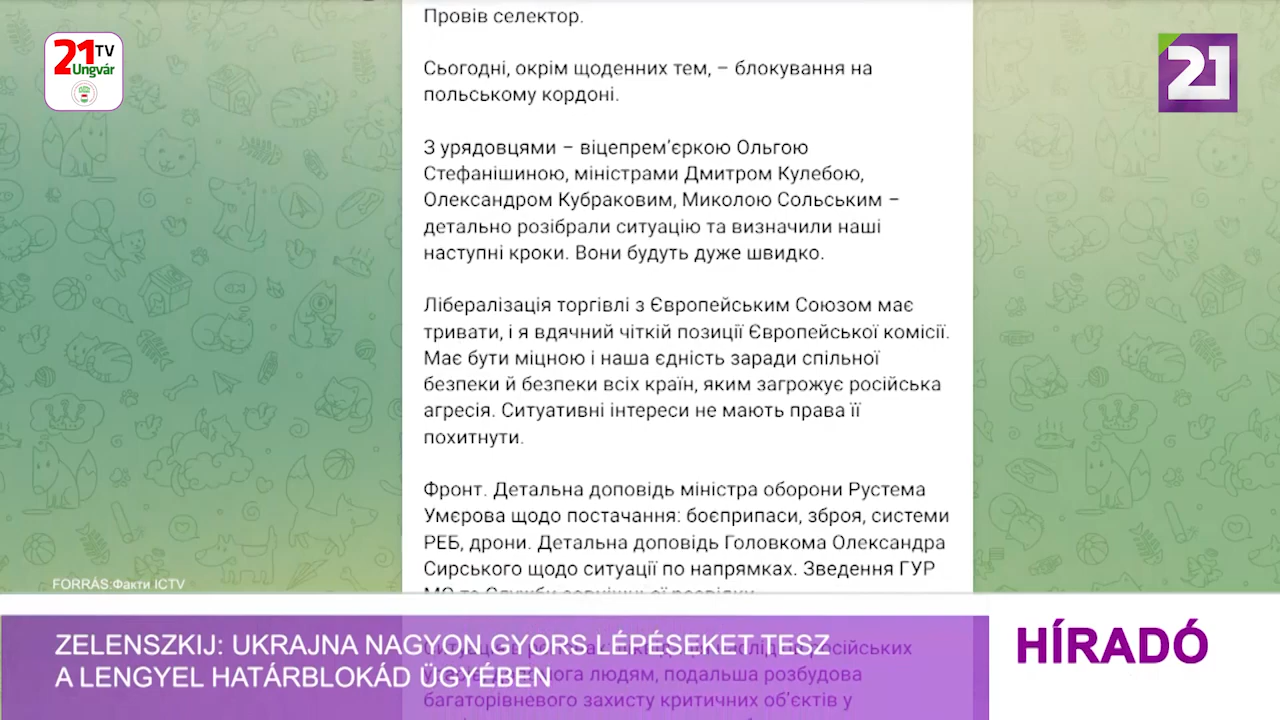 Провів селектор.
Сьогодні, окрім щоденних тем, – блокування на
польському кордоні.
З урядовцями – віцепрем’єркою Ольгою
Стефанішиною, міністрами Дмитром Кулебою,
Олександром Кубраковим, Миколою Сольським –
детально розібрали ситуацію та визначили наші
наступні кроки. Вони будуть дуже швидко.
Лібералізація торгівлі з Європейським Союзом має
тривати, і я вдячний чіткій позиції Європейської комісії.
Має бути міцною і наша єдність заради спільної
безпеки й безпеки всіх країн, яким загрожує російська
агресія. Ситуативні інтереси не мають права її
похитнути.
Фронт. Детальна доповідь міністра оборони Рустема
Умєрова щодо постачання: боєприпаси, зброя, системи
РЕБ, дрони. Детальна доповідь Головкома Олександра
Сирського щодо ситуації по напрямках. Зведення ГУР
російських
людям, подальша розбудова
багаторівневого захисту критичних об’єктів у
21 TV
Ungvár
21
FORRÁS:Факти ICTV
ZELENSZKIJ: UKRAJNA NAGYON GYORS LÉPÉSEKET TESZ
A LENGYEL HATÁRBLOKÁD ÜGYÉBEN
HÍRADÓ